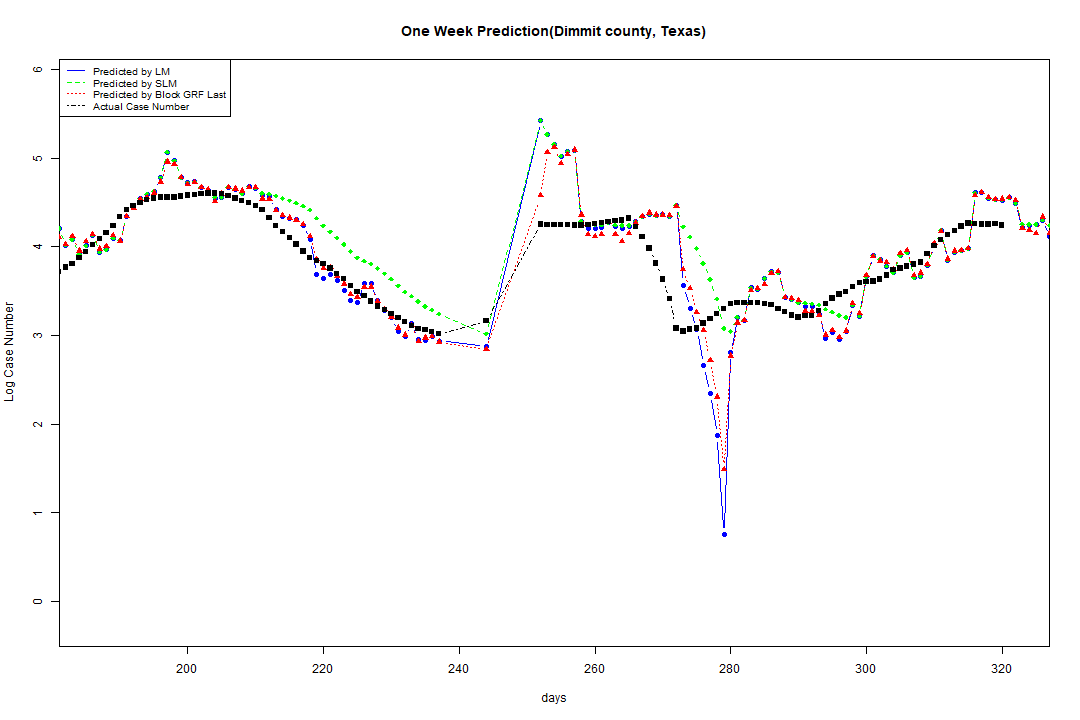 One Week Prediction(Dimmit county, Texas)
Predicted by LM
Predicted by SLM
Predicted by Block GRF Last
Actual Case Number
6
5
4
3
2
1
0
Log Case Number
200 220 240 260 280 300 320
days